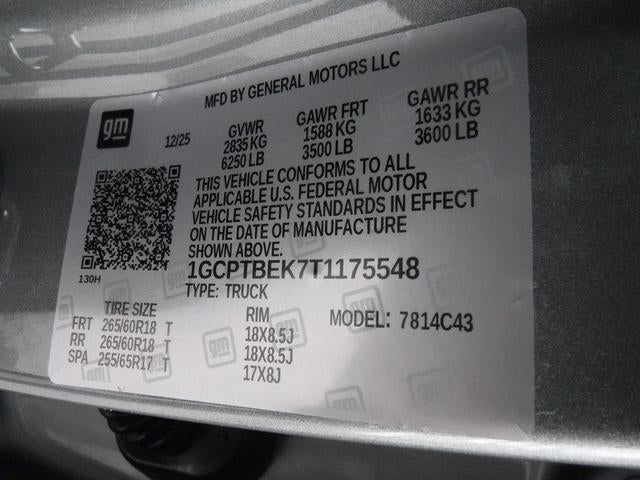 MFD BY GENERAL MOTORS LLC
gm
12/25
GVWR GAWR FRT GAWR RR
2835 KG 1588 KG 1633 KG
6250 LB 3500 LB 3600 LB
THIS VEHICLE CONFORMS TO ALL
APPLICABLE U.S. FEDERAL MOTOR
VEHICLE SAFETY STANDARDS IN EFFECT
ON THE DATE OF MANUFACTURE
SHOWN ABOVE.
130H
1GCPTBEK7T1175548
TYPE: TRUCK
TIRE SIZE RIM MODEL: 7814C43
FRT 265/60R18 T 18X8.5J
RR 265/60R18 T 18X8.5J
SPA 255/65R17 T 17X8J